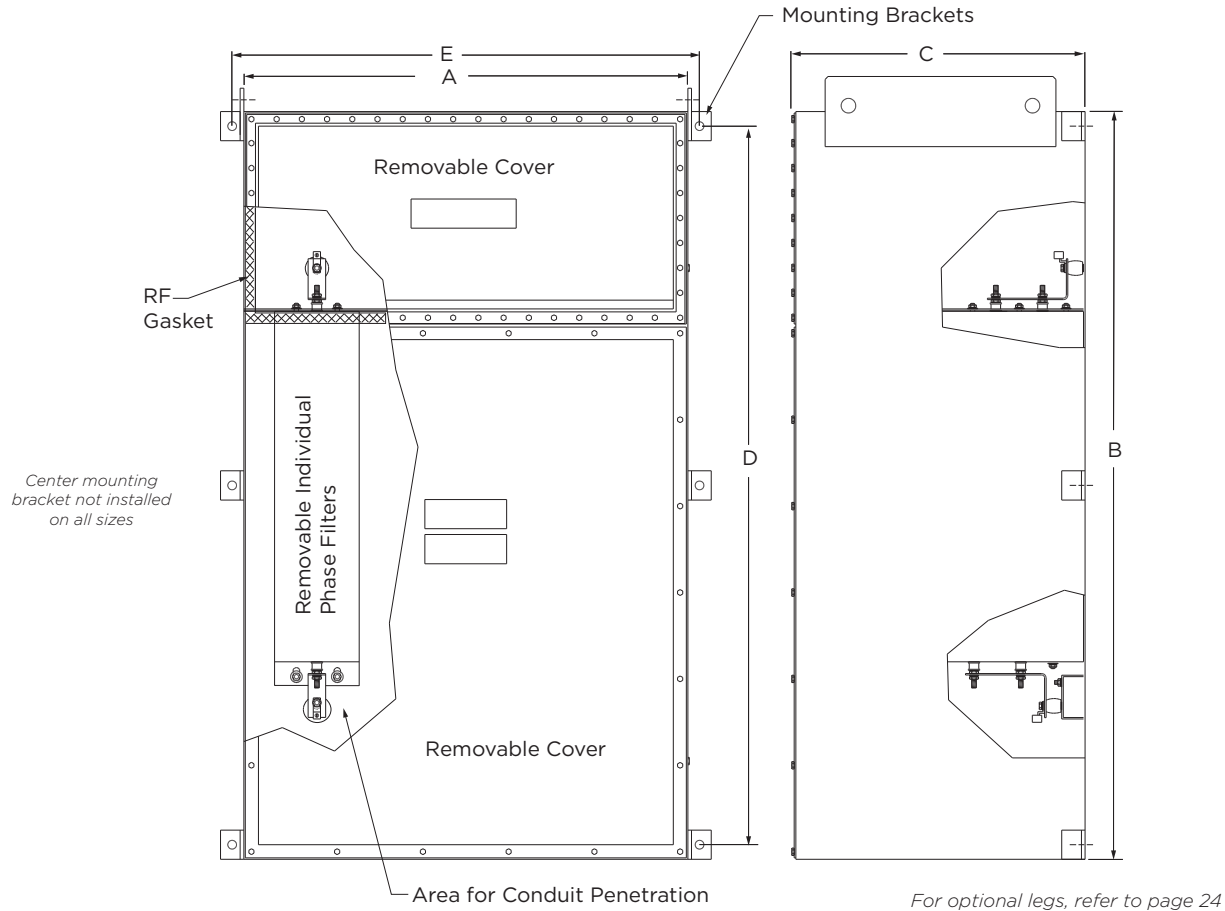 Mounting Brackets
E
C
A
Removable Cover
RF
Gasket
Removable Individual
Phase Filters
D
B
Center mounting
bracket not installed
on all sizes
Removable Cover
Area for Conduit Penetration
For optional legs, refer to page 24